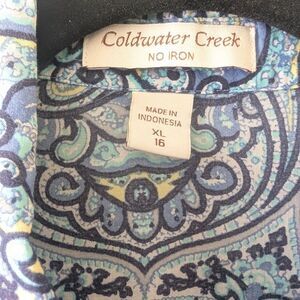 Coldwater Creek
NO IRON
MADE IN
INDONESIA
XL
16